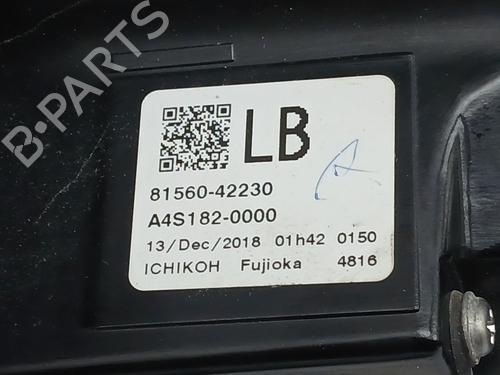 B-PARTS
LB
81560-42230
A4S182-0000
13/Dec/2018 01h42 0150
ICHIKOH Fujioka 4816